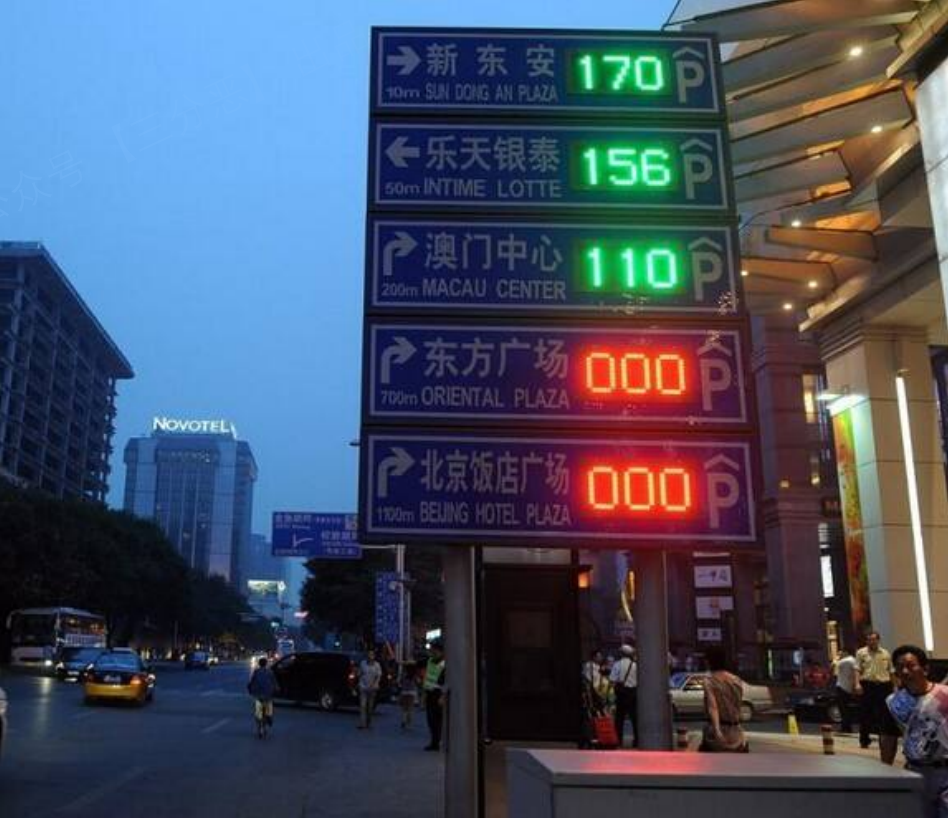 新东安
170
P
10m SUN DONG AN PLAZA
乐天银泰
156
P
50m INTIME LOTTE
澳门中心
110
P
200m MACAU CENTER
东方广场
000
P
700m ORIENTAL PLAZA
北京饭店广场
000
P
1100m BEIJING HOTEL PLAZA
NOVOTEL